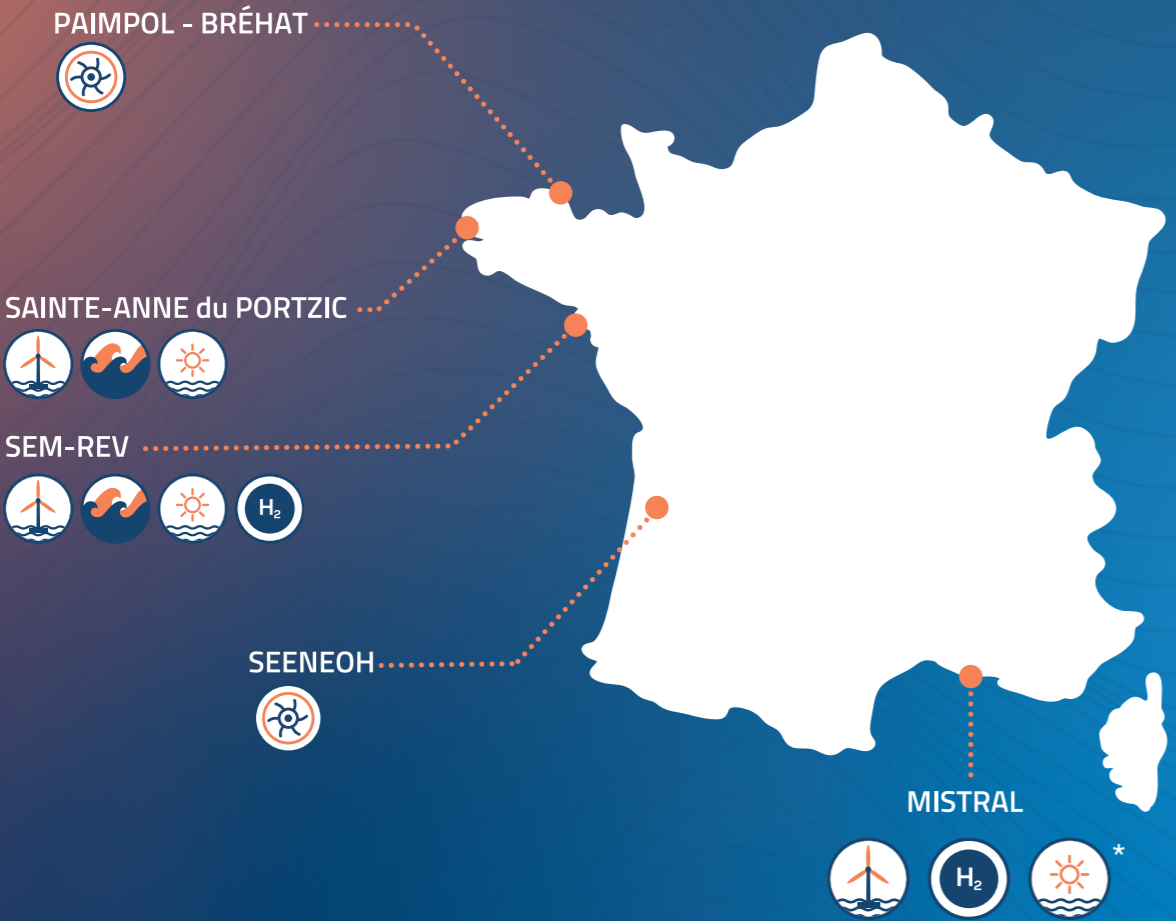 PAIMPOL - BRÉHAT
SAINTE-ANNE du PORTZIC
SEM-REV
H₂
SEENEOH
MISTRAL
H₂
*